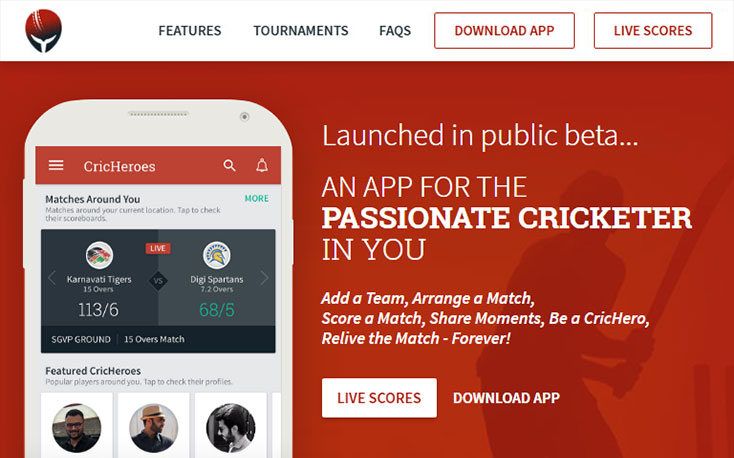 FEATURES TOURNAMENTS FAQS DOWNLOAD APP LIVE SCORES
CricHeroes
Matches Around You MORE
Matches around your current location. Tap to check
their scoreboards.
LIVE
Karnavati Tigers VS Digi Spartans
15 Overs 7.2 Overs
113/6 68/5
SGVP GROUND 15 Overs Match
Featured CricHeroes
Popular players around you. Tap to check their profiles.
Launched in public beta...
AN APP FOR THE
PASSIONATE CRICKETER
IN YOU
Add a Team, Arrange a Match,
Score a Match, Share Moments, Be a CricHero,
Relive the Match - Forever!
LIVE SCORES DOWNLOAD APP